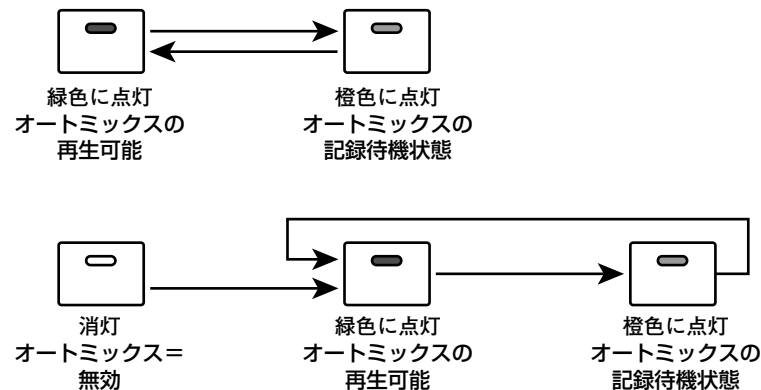 緑色に点灯
オートミックスの
再生可能
橙色に点灯
オートミックスの
記録待機状態
消灯
オートミックス＝
無効
緑色に点灯
オートミックスの
再生可能
橙色に点灯
オートミックスの
記録待機状態